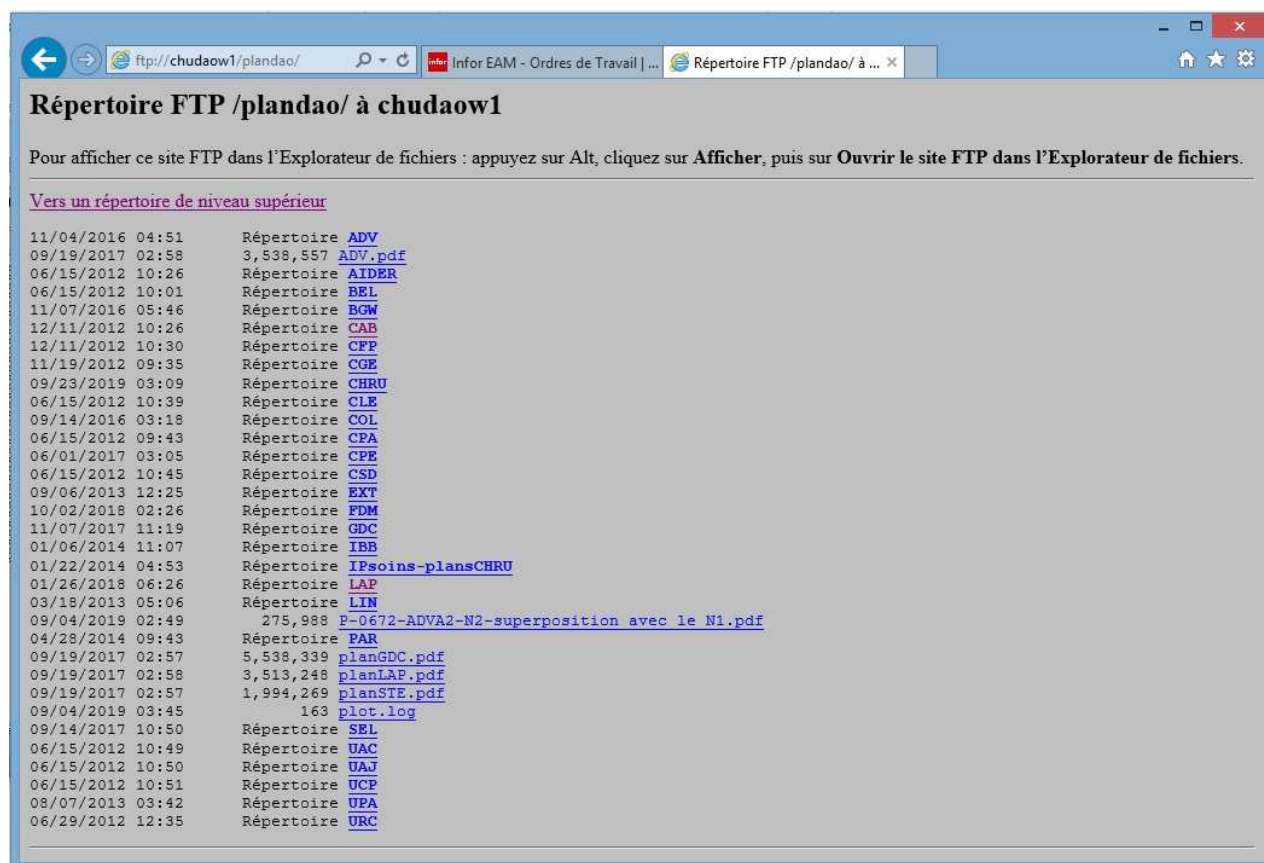 ftp://chudaow1/plandao/
Infor EAM - Ordres de Travail | ...
Répertoire FTP /plandao/ à ...
Répertoire FTP /plandao/ à chudaow1
Pour afficher ce site FTP dans l'Explorateur de fichiers : appuyez sur Alt, cliquez sur Afficher, puis sur Ouvrir le site FTP dans l'Explorateur de fichiers.
Vers un répertoire de niveau supérieur
11/04/2016 04:51 Répertoire ADV
09/19/2017 02:58 3,538,557 ADV.pdf
06/15/2012 10:26 Répertoire AIDER
06/15/2012 10:01 Répertoire BEL
11/07/2016 05:46 Répertoire BGW
12/11/2012 10:26 Répertoire CAB
12/11/2012 10:30 Répertoire CFP
11/19/2012 09:35 Répertoire CGE
09/23/2019 03:09 Répertoire CHRU
06/15/2012 10:39 Répertoire CLE
09/14/2016 03:18 Répertoire COL
06/15/2012 09:43 Répertoire CPA
06/01/2017 03:05 Répertoire CPE
06/15/2012 10:45 Répertoire CSD
09/06/2013 12:25 Répertoire EXT
10/02/2018 02:26 Répertoire FDM
11/07/2017 11:19 Répertoire GDC
01/06/2014 11:07 Répertoire IBB
01/22/2014 04:53 Répertoire IPsoins-plansCHRU
01/26/2018 06:26 Répertoire LAP
03/18/2013 05:06 Répertoire LIN
09/04/2019 02:49 275,988 P-0672-ADVA2-N2-superposition avec le N1.pdf
04/28/2014 09:43 Répertoire PAR
09/19/2017 02:57 5,538,339 planGDC.pdf
09/19/2017 02:58 3,513,248 planLAP.pdf
09/19/2017 02:57 1,994,269 planSTE.pdf
09/04/2019 03:45 163 plot.log
09/14/2017 10:50 Répertoire SEL
06/15/2012 10:49 Répertoire UAC
06/15/2012 10:50 Répertoire UAJ
06/15/2012 10:51 Répertoire UCP
08/07/2013 03:42 Répertoire UPA
06/29/2012 12:35 Répertoire URC